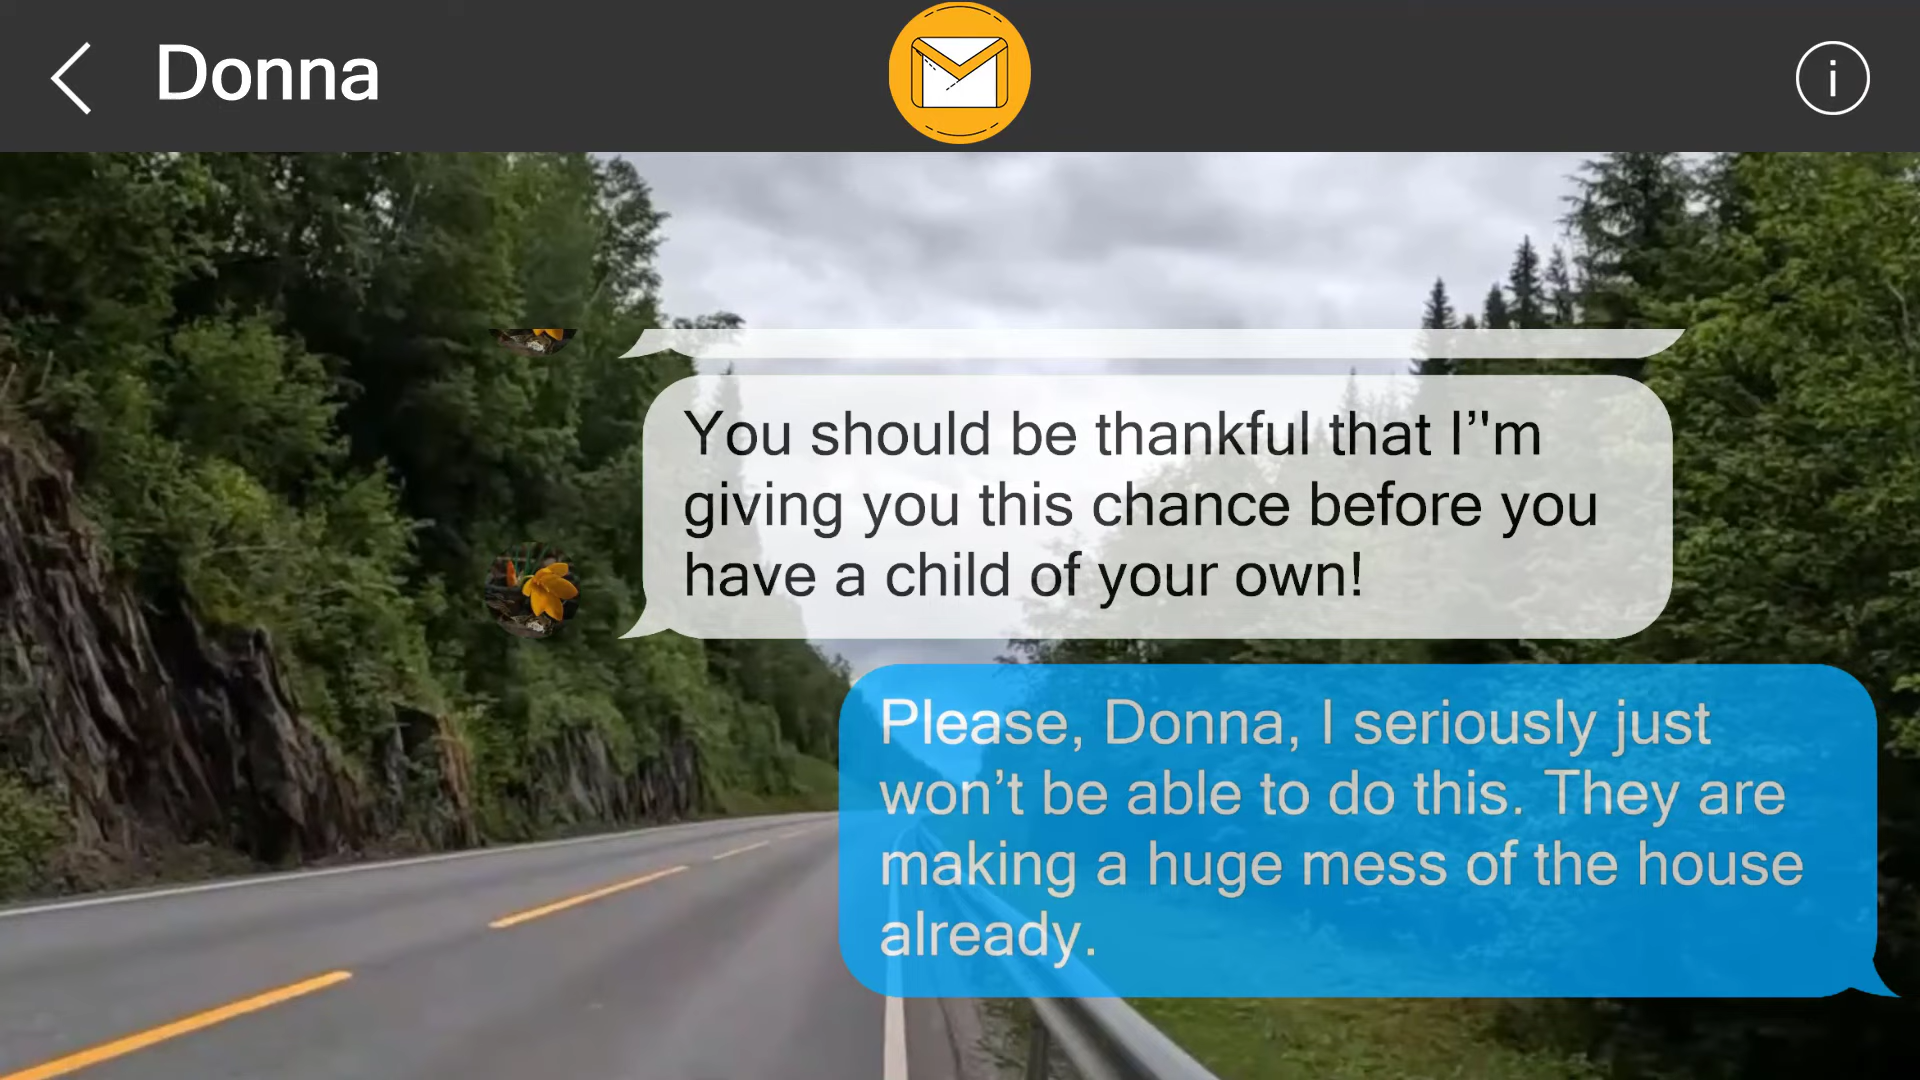 Donna
You should be thankful that I’'m
giving you this chance before you
have a child of your own!
Please, Donna, I seriously just
won’t be able to do this. They are
making a huge mess of the house
already.